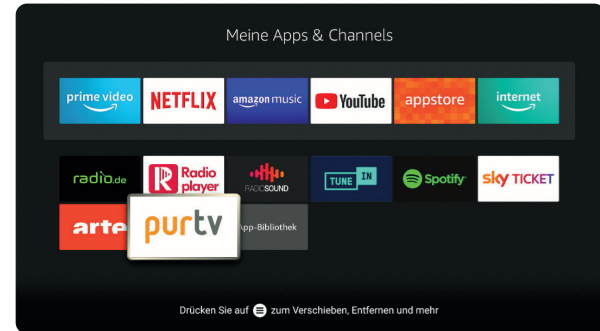 Meine Apps & Channels
prime video NETFLIX amazon music YouTube appstore internet
radio.de Radio player RADIOSOUND TUNE IN Spotify sky TICKET
arte purtv App-Bibliothek
Drücken Sie auf zum Verschieben, Entfernen und mehr